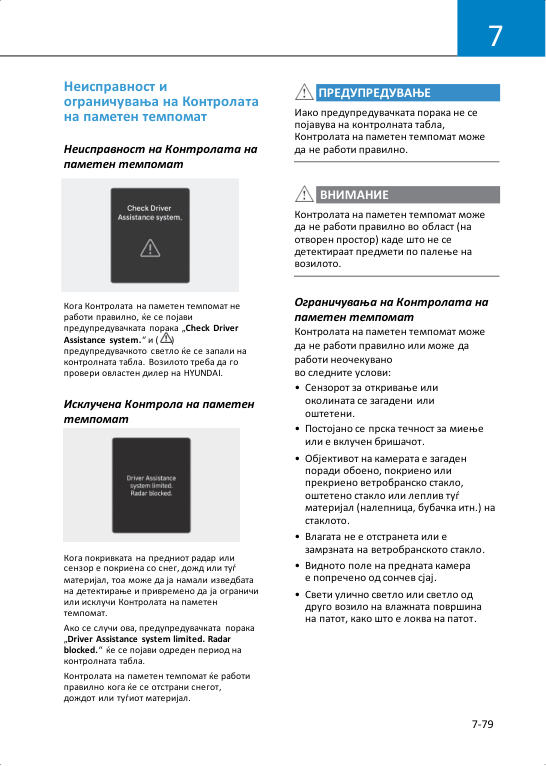 7
Неисправност и
ограничувања на Контролата
на паметен темпомат
Неисправност на Контролата на
паметен темпомат
Check Driver
Assistance system.
Кога Контролата на паметен темпомат не
работи правилно, ќе се појави
предупредувачката порака „Check Driver
Assistance system.“ и (⚠)
предупредувачкото светло ќе се запали на
контролната табла. Возилото треба да го
провери овластен дилер на HYUNDAI.
Исклучена Контрола на паметен
темпомат
Driver Assistance
system limited.
Radar blocked.
Кога покривката на предниот радар или
сензор е покриена со снег, дожд или туѓ
материјал, тоа може да ја намали изведбата
на детектирање и привремено да ја ограничи
или исклучи Контролата на паметен
темпомат.
Ако се случи ова, предупредувачката порака
„Driver Assistance system limited. Radar
blocked.“ ќе се појави одреден период на
контролната табла.
Контролата на паметен темпомат ќе работи
правилно кога ќе се отстрани снегот,
дождот или туѓиот материјал.
ПРЕДУПРЕДУВАЊЕ
Иако предупредувачката порака не се
појавува на контролната табла,
Контролата на паметен темпомат може
да не работи правилно.
ВНИМАНИЕ
Контролата на паметен темпомат може
да не работи правилно во област (на
отворен простор) каде што не се
детектираат предмети по палење на
возилото.
Ограничувања на Контролата на
паметен темпомат
Контролата на паметен темпомат може
да не работи правилно или може да
работи неочекувано
во следните услови:
• Сензорот за откривање или
околината се загадени или
оштетени.
• Постојано се прска течност за миење
или е вклучен бришачот.
• Објективот на камерата е загаден
поради обоено, покриено или
прекриено ветробранско стакло,
оштетено стакло или леплив туѓ
материјал (налепница, бубачка итн.) на
стаклото.
• Влагата не е отстранета или е
замрзната на ветробранското стакло.
• Видното поле на предната камера
е попречено од сончев сјај.
• Свети улично светло или светло од
друго возило на влажната површина
на патот, како што е локва на патот.
7-79